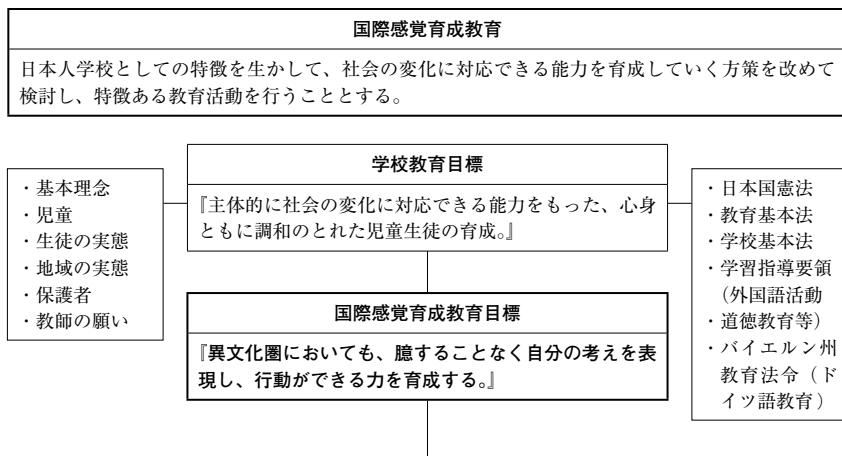 国際感覚育成教育
日本人学校としての特徴を生かして、社会の変化に対応できる能力を育成していく方策を改めて
検討し、特徴ある教育活動を行うこととする。
・基本理念
・児童
・生徒の実態
・地域の実態
・保護者
・教師の願い
学校教育目標
『主体的に社会の変化に対応できる能力をもった、心身
ともに調和のとれた児童生徒の育成。』
国際感覚育成教育目標
『異文化圏においても、臆することなく自分の考えを表
現し、行動ができる力を育成する。』
・日本国憲法
・教育基本法
・学校基本法
・学習指導要領
（外国語活動
・道徳教育等）
・バイエルン州
教育法令（ド
イツ語教育）